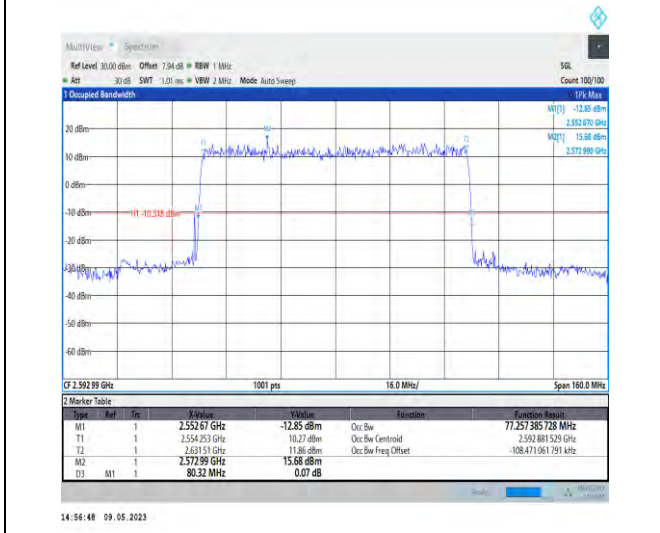 MultiView Spectrum
Ref Level 30.00 dBm Offset 7.94 dB RBW 1 MHz SGL
Att 30 dB SWT 1.01 ms VBW 2 MHz Mode Auto Sweep Count 100/100
1 Occupied Bandwidth 1Pk Max
M1[1] -12.85 dBm
2.552 670 GHz
M2[1] 15.68 dBm
2.572 990 GHz
20 dBm
10 dBm
0 dBm
-10 dBm
H1 -10.318 dBm
-20 dBm
-30 dBm
-40 dBm
-50 dBm
-60 dBm
M2
T1
T2
M1
CF 2.592 99 GHz 1001 pts 16.0 MHz/ Span 160.0 MHz
2 Marker Table
Type Ref Trc X-Value Y-Value Function Function Result
M1 1 2.552 67 GHz -12.85 dBm Occ Bw 77.257 385 728 MHz
T1 1 2.554 253 GHz 10.27 dBm Occ Bw Centroid 2.592 881 529 GHz
T2 1 2.631 51 GHz 11.86 dBm Occ Bw Freq Offset -108.471 061 791 kHz
M2 1 2.572 99 GHz 15.68 dBm
D3 M1 1 80.32 MHz 0.07 dB
14:56:48 09.05.2023